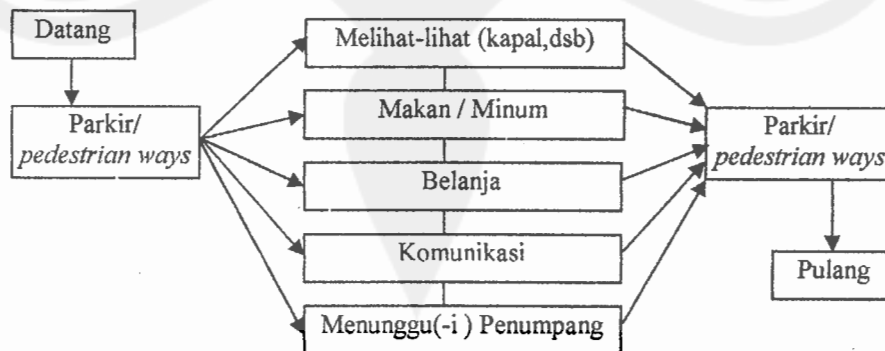 Datang
Parkir/
pedestrian ways
Melihat-lihat (kapal,dsb)
Makan / Minum
Belanja
Komunikasi
Menunggu(-i ) Penumpang
Parkir/
pedestrian ways
Pulang